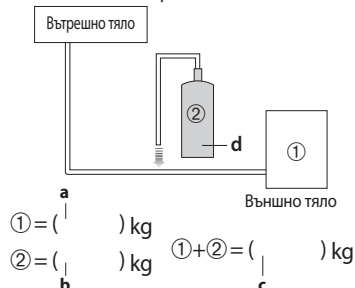 Вътрешно тяло
②
d
①
Външно тяло
a
① = ( ) kg
② = ( ) kg
b
①+② = ( ) kg
c